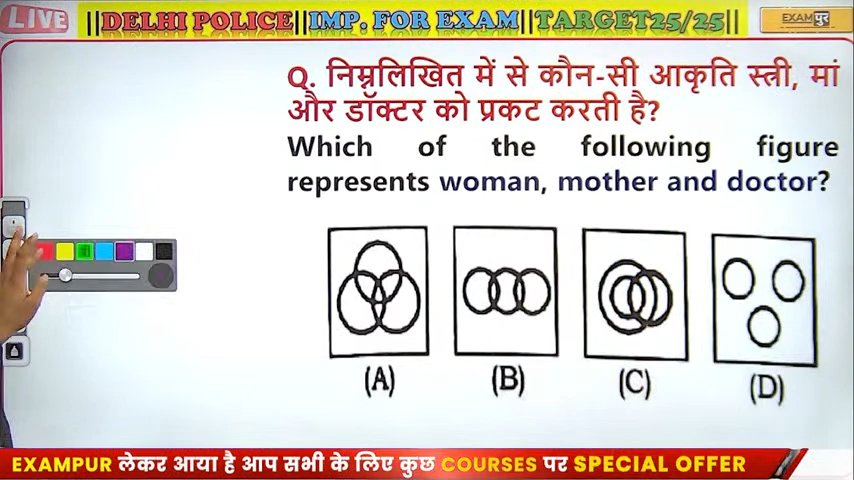 LIVE
||DELHI POLICE||IMP. FOR EXAM||TARGET25/25||
EXAMपुर
Q. निम्नलिखित में से कौन-सी आकृति स्त्री, मां
और डॉक्टर को प्रकट करती है?
Which of the following figure
represents woman, mother and doctor?
(A) (B) (C) (D)
EXAMPUR लेकर आया है आप सभी के लिए कुछ COURSES पर SPECIAL OFFER